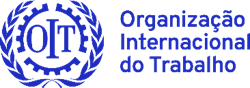 OIT
Organização
Internacional
do Trabalho